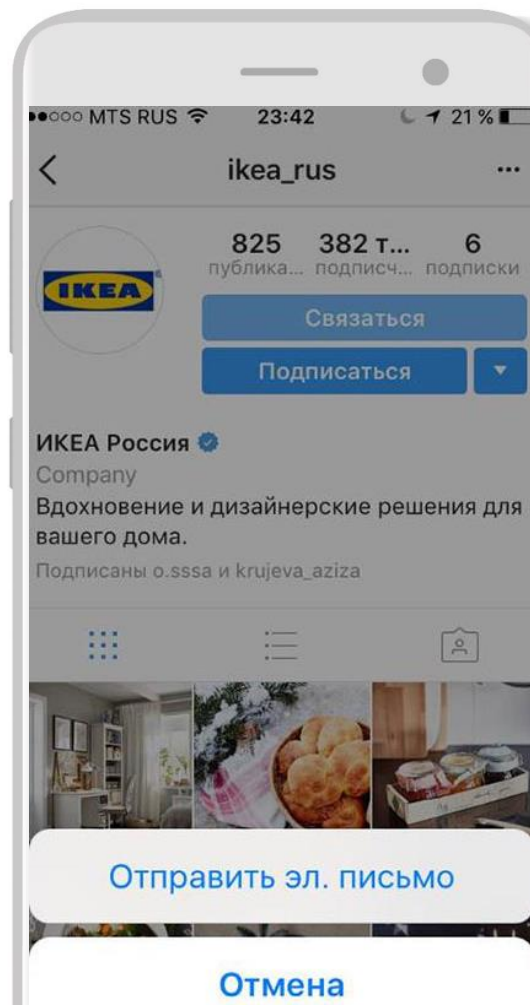 MTS RUS 23:42 21 %
ikea_rus
825 382 т... 6
публика... подписч... подписки
IKEA
Связаться
Подписаться
ИКЕА Россия
Company
Вдохновение и дизайнерские решения для
вашего дома.
Подписаны o.sssa и krujeva_aziza
Отправить эл. письмо
Отмена